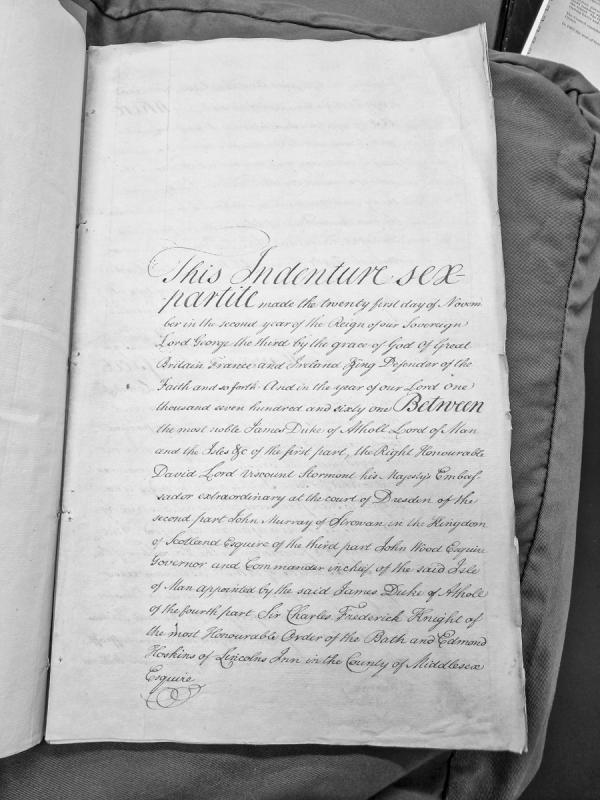 This Indenture sex-
partite made the twenty first day of Novem
ber in the second year of the Reign of our Sovereign
Lord George the third by the grace of God of Great
Britain France and Ireland King Defender of the
Faith and so forth And in the year of our Lord One
thousand seven hundred and sixty one Between
the most noble James Duke of Atholl Lord of Man
and the Isles &c of the first part, the Right Honourable
David Lord Viscount Stormont his Majesty's Embas-
sador extraordinary at the court of Dresden of the
second part John Murray of Strowan in the Kingdom
of Scotland Esquire of the third part John Wood Esquire
Governor and Commander in chief of the said Isle
of Man appointed by the said James Duke of Atholl
of the fourth part Sir Charles Frederick Knight of
the most Honourable Order of the Bath and Edmond
Hoskins of Lincolns Inn in the County of Middlesex
Esquire